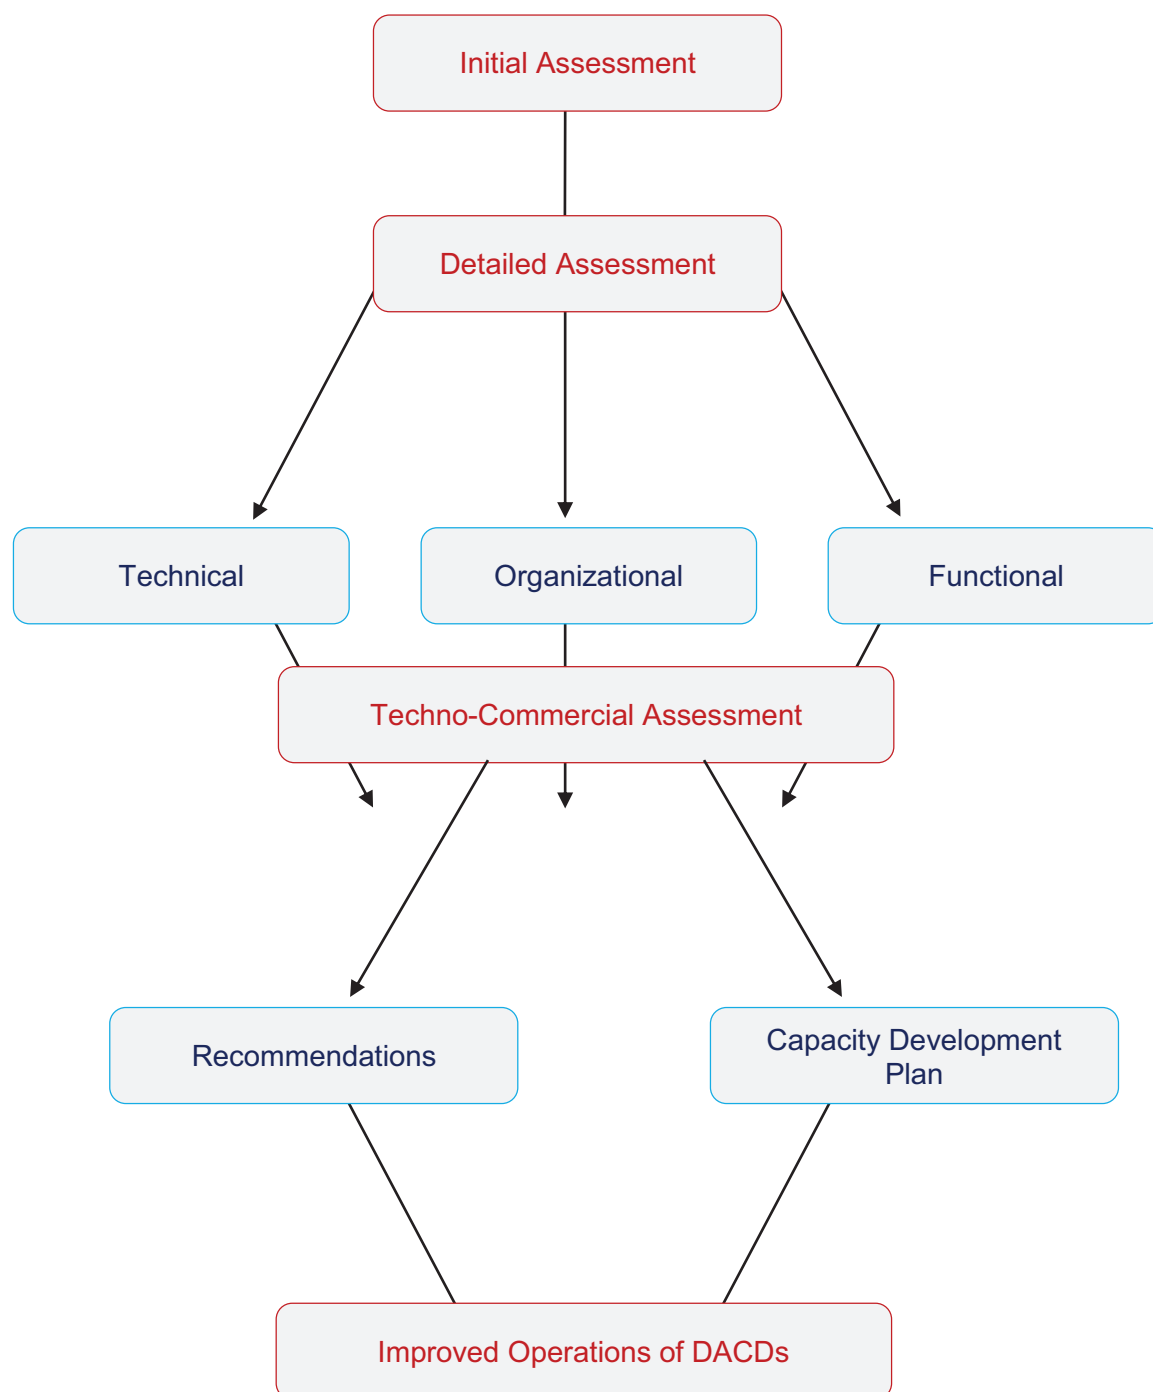 Initial Assessment
Detailed Assessment
Technical
Organizational
Functional
Techno-Commercial Assessment
Recommendations
Capacity Development
Plan
Improved Operations of DACDs